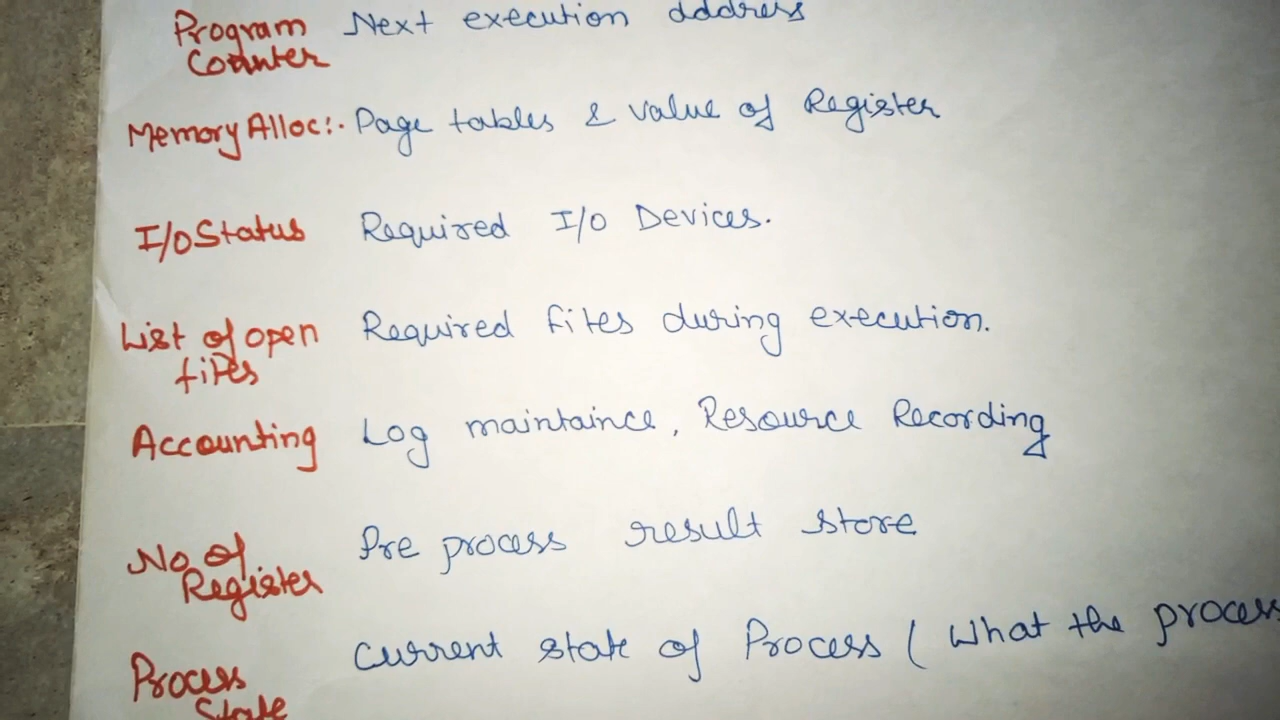 Program Next execution address
Counter
Memory Alloc:- Page tables & value of Register
I/O Status Required I/O Devices.
List of open Required files during execution.
files
Accounting Log maintaince, Resource Recording
No of Pre process result store
Register
Process Current state of Process ( What the process
State